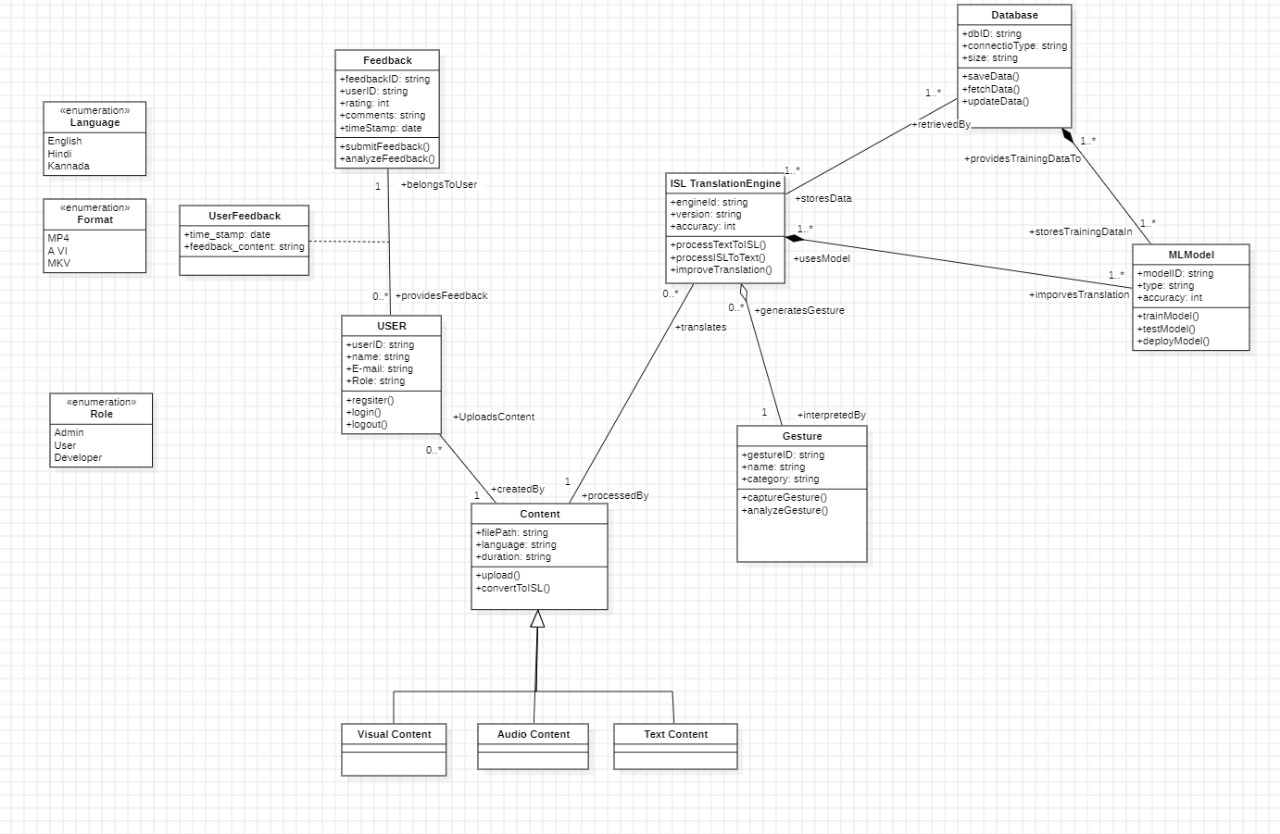 Database
+dbID: string
+connectioType: string
+size: string
+saveData()
+fetchData()
+updateData()
1..*
+retrievedBy
1..*
+providesTrainingDataTo
Feedback
+feedbackID: string
+userID: string
+rating: int
+comments: string
+timeStamp: date
+submitFeedback()
+analyzeFeedback()
1
+belongsToUser
«enumeration»
Language
English
Hindi
Kannada
«enumeration»
Format
MP4
A VI
MKV
UserFeedback
+time_stamp: date
+feedback_content: string
0..*
+providesFeedback
ISL TranslationEngine
+engineId: string
+version: string
+accuracy: int
+processTextToISL()
+processISLToText()
+improveTranslation()
1..*
+storesData
1..*
+usesModel
0..*
+translates
0..*
+generatesGesture
1..*
+storesTrainingDataIn
1..*
+imporvesTranslation
MLModel
+modelID: string
+type: string
+accuracy: int
+trainModel()
+testModel()
+deployModel()
USER
+userID: string
+name: string
+E-mail: string
+Role: string
+regsiter()
+login()
+logout()
+UploadsContent
0..*
«enumeration»
Role
Admin
User
Developer
1
+interpretedBy
Gesture
+gestureID: string
+name: string
+category: string
+captureGesture()
+analyzeGesture()
1
+createdBy
1
+processedBy
Content
+filePath: string
+language: string
+duration: string
+upload()
+convertToISL()
Visual Content
Audio Content
Text Content